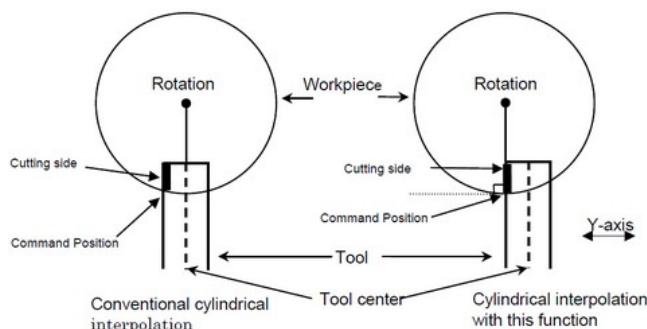 Rotation
Workpiece
Rotation
Cutting side
Cutting side
Command Position
Command Position
Y-axis
Tool
Tool center
Conventional cylindrical
interpolation
Cylindrical interpolation
with this function